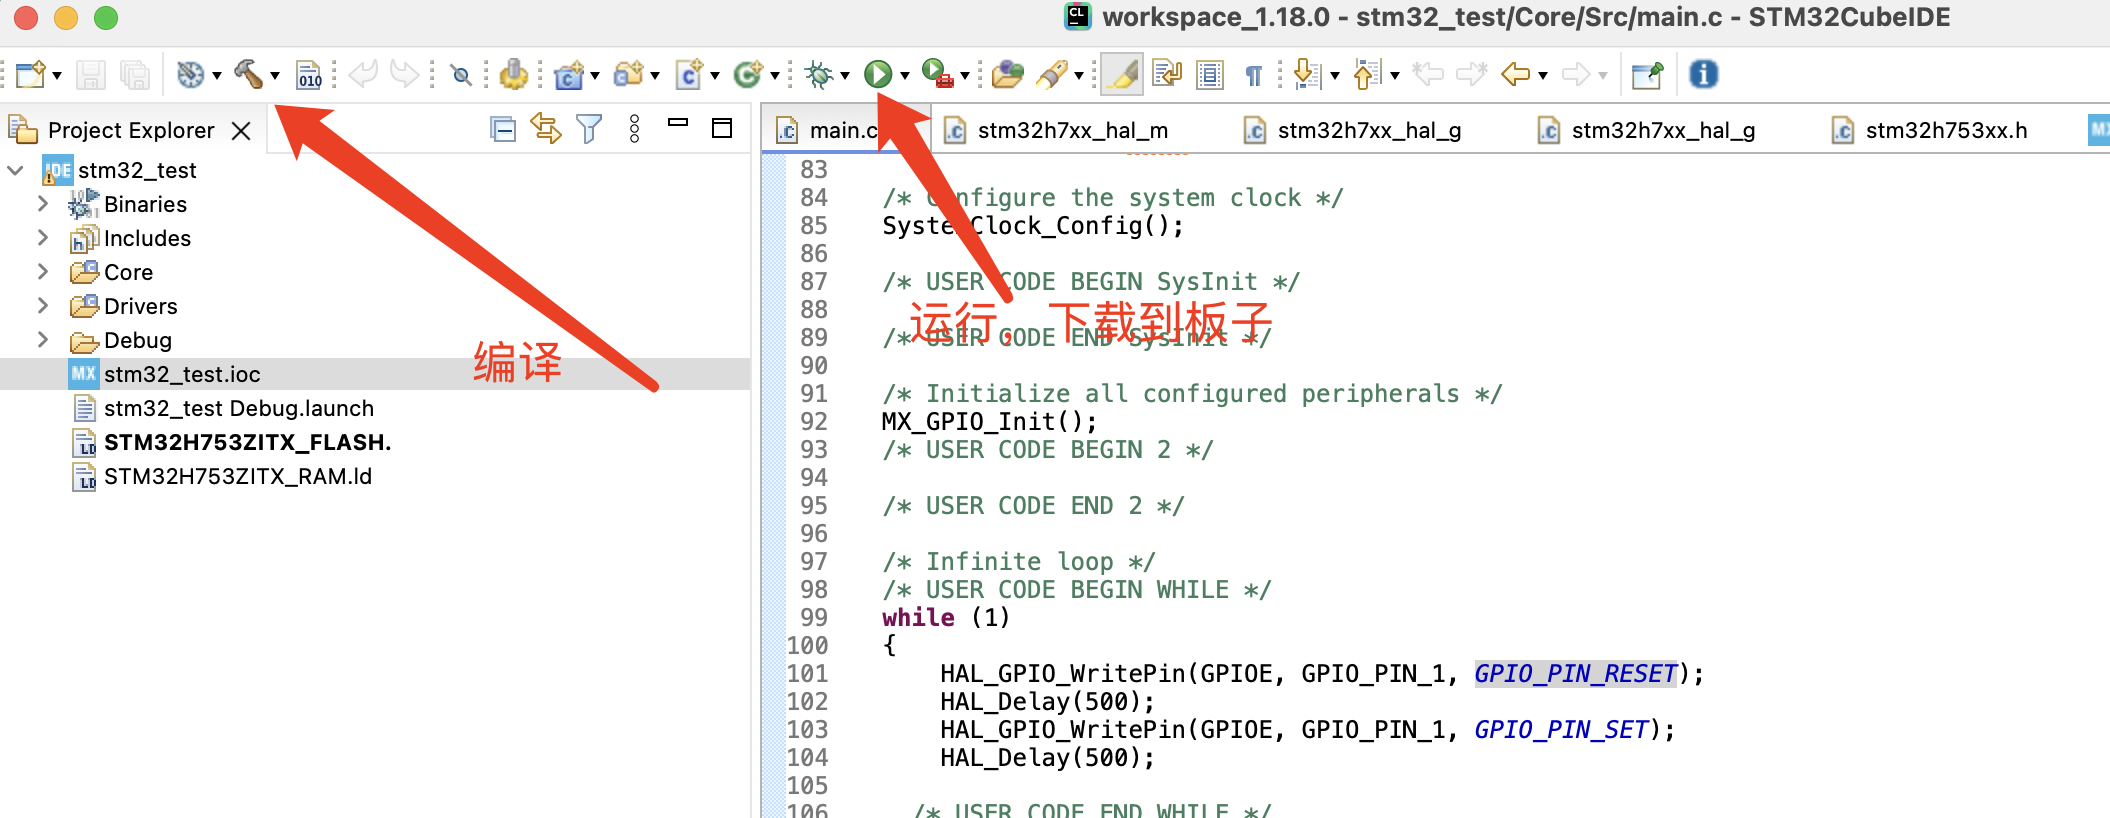 workspace_1.18.0 - stm32_test/Core/Src/main.c - STM32CubeIDE
010
Project Explorer
main.c
stm32h7xx_hal_m
stm32h7xx_hal_g
stm32h7xx_hal_g
stm32h753xx.h
MX
IDE stm32_test
Binaries
Includes
Core
Drivers
Debug
MX stm32_test.ioc
stm32_test Debug.launch
STM32H753ZITX_FLASH.
STM32H753ZITX_RAM.ld
编译
运行，下载到板子
83
84 /* Configure the system clock */
85 SystemClock_Config();
86
87 /* USER CODE BEGIN SysInit */
88
89 /* USER CODE END SysInit */
90
91 /* Initialize all configured peripherals */
92 MX_GPIO_Init();
93 /* USER CODE BEGIN 2 */
94
95 /* USER CODE END 2 */
96
97 /* Infinite loop */
98 /* USER CODE BEGIN WHILE */
99 while (1)
100 {
101 HAL_GPIO_WritePin(GPIOE, GPIO_PIN_1, GPIO_PIN_RESET);
102 HAL_Delay(500);
103 HAL_GPIO_WritePin(GPIOE, GPIO_PIN_1, GPIO_PIN_SET);
104 HAL_Delay(500);
105
106 /* USER CODE END WHILE */